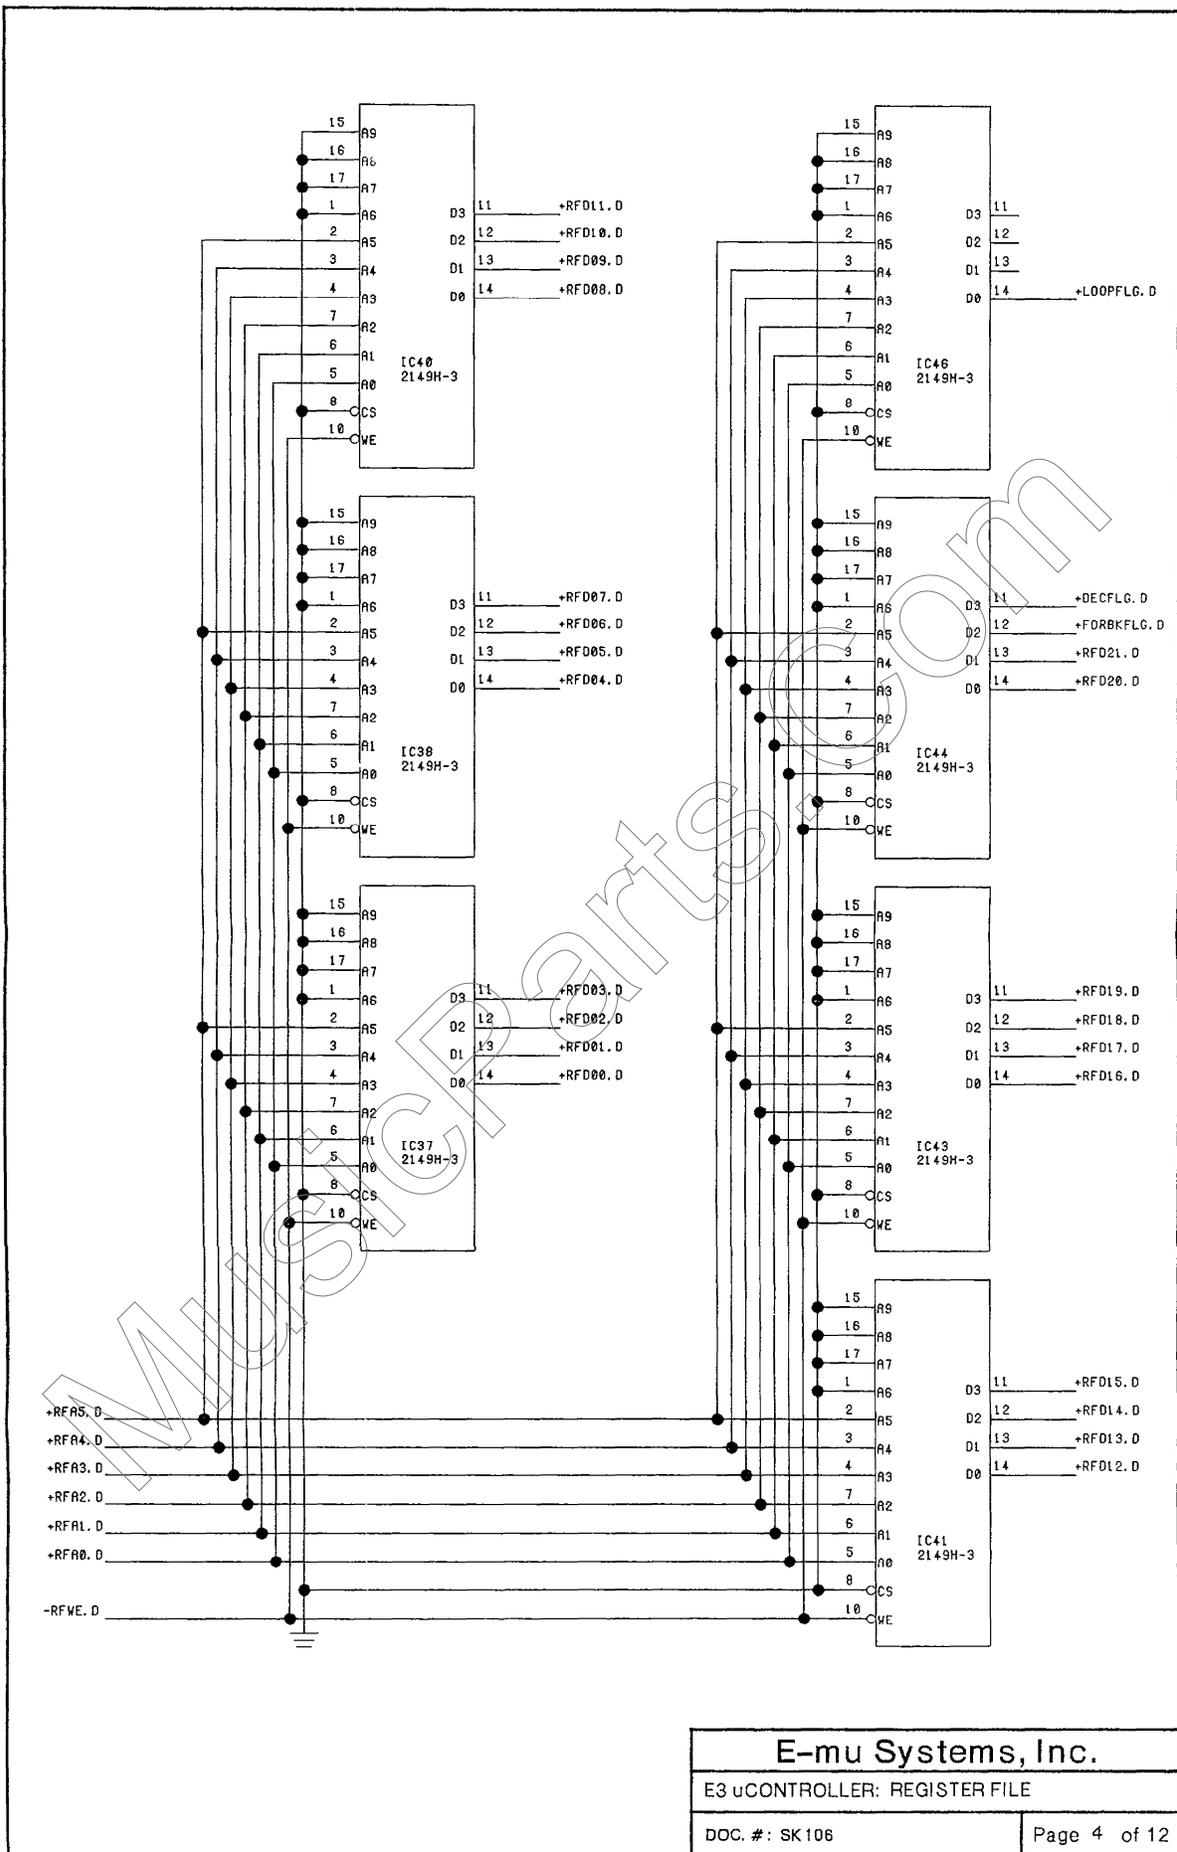 15 A9
16 A8
17 A7
1 A6 D3 11 +RFD11.D
2 A5 D2 12 +RFD10.D
3 A4 D1 13 +RFD09.D
4 A3 D0 14 +RFD08.D
7 A2
6 A1
5 A0
IC40
2149H-3
8 CS
10 WE
15 A9
16 A8
17 A7
1 A6 D3 11
2 A5 D2 12
3 A4 D1 13
4 A3 D0 14 +LOOPFLG.D
7 A2
6 A1
5 A0
IC46
2149H-3
8 CS
10 WE
15 A9
16 A8
17 A7
1 A6 D3 11 +RFD07.D
2 A5 D2 12 +RFD06.D
3 A4 D1 13 +RFD05.D
4 A3 D0 14 +RFD04.D
7 A2
6 A1
5 A0
IC38
2149H-3
8 CS
10 WE
15 A9
16 A8
17 A7
1 A6 D3 11 +DECFLG.D
2 A5 D2 12 +FORBKFLG.D
3 A4 D1 13 +RFD21.D
4 A3 D0 14 +RFD20.D
7 A2
6 A1
5 A0
IC44
2149H-3
8 CS
10 WE
15 A9
16 A8
17 A7
1 A6 D3 11 +RFD03.D
2 A5 D2 12 +RFD02.D
3 A4 D1 13 +RFD01.D
4 A3 D0 14 +RFD00.D
7 A2
6 A1
5 A0
IC37
2149H-3
8 CS
10 WE
15 A9
16 A8
17 A7
1 A6 D3 11 +RFD19.D
2 A5 D2 12 +RFD18.D
3 A4 D1 13 +RFD17.D
4 A3 D0 14 +RFD16.D
7 A2
6 A1
5 A0
IC43
2149H-3
8 CS
10 WE
15 A9
16 A8
17 A7
1 A6 D3 11 +RFD15.D
2 A5 D2 12 +RFD14.D
3 A4 D1 13 +RFD13.D
4 A3 D0 14 +RFD12.D
7 A2
6 A1
5 A0
IC41
2149H-3
8 CS
10 WE
+RFA5.D
+RFA4.D
+RFA3.D
+RFA2.D
+RFA1.D
+RFA0.D
-RFWE.D
MusicParts.Com
E-mu Systems, Inc.
E3 uCONTROLLER: REGISTER FILE
DOC. #: SK106
Page 4 of 12